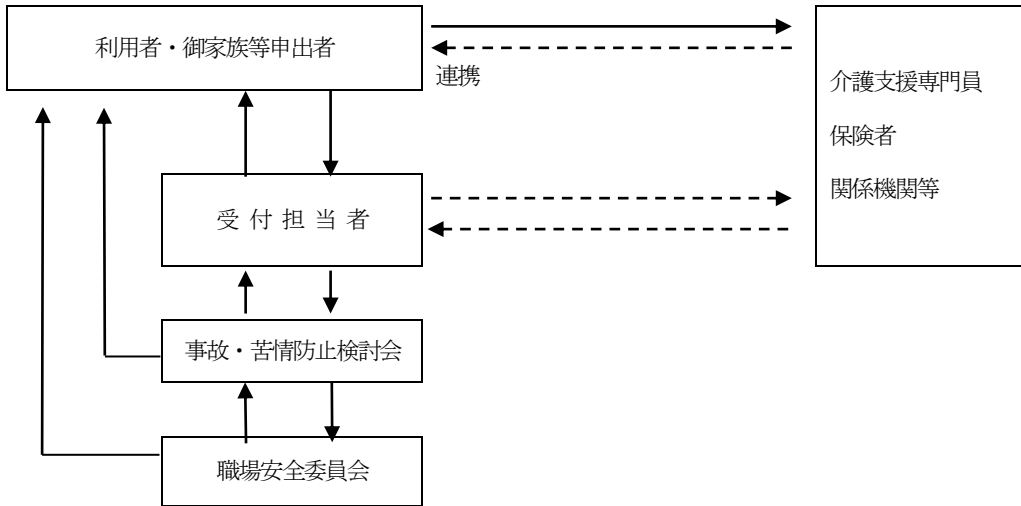 利用者・御家族等申出者
連携
介護支援専門員
保険者
関係機関等
受 付 担 当 者
事故・苦情防止検討会
職場安全委員会